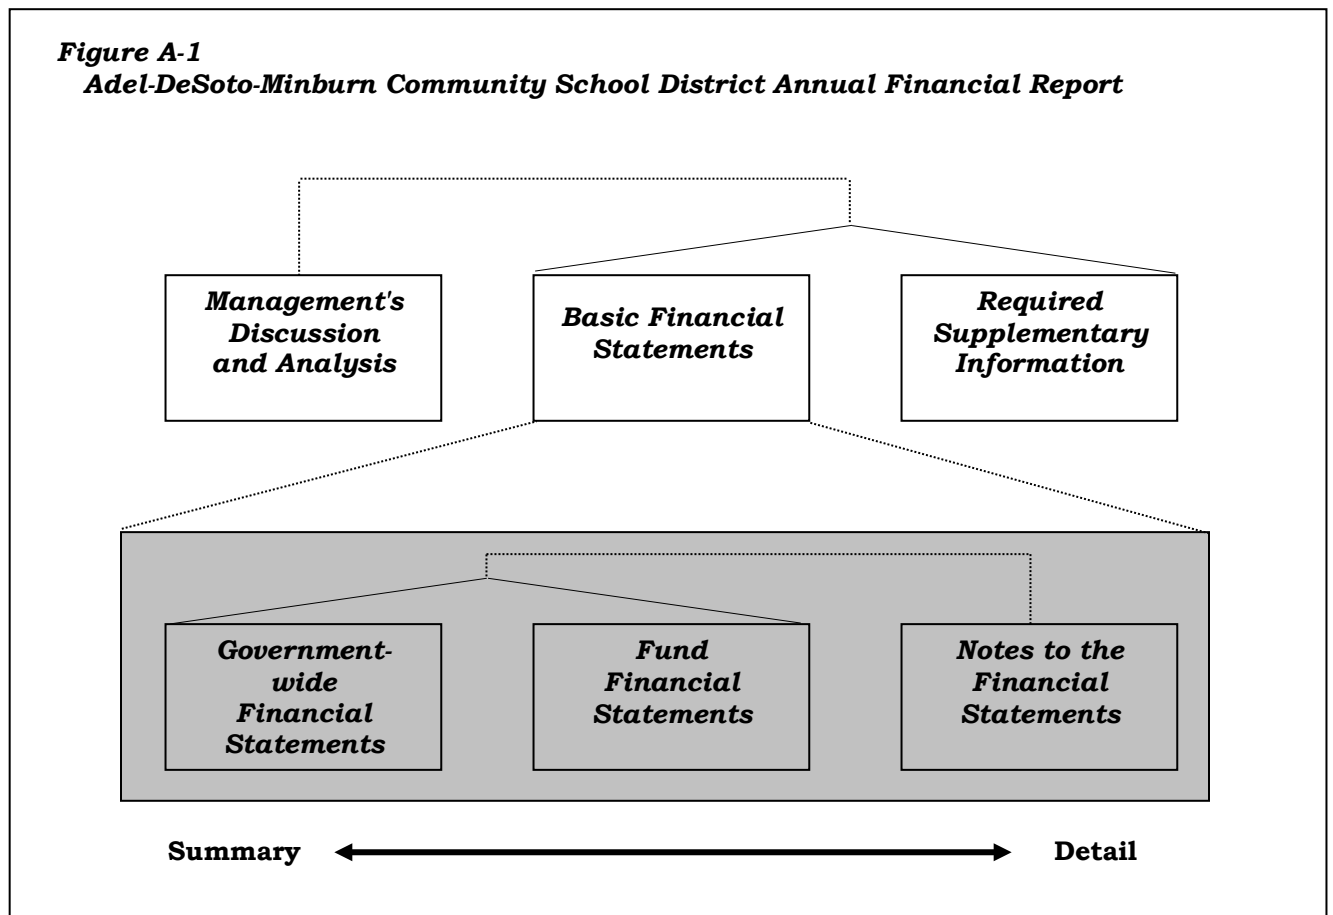 Figure A-1
Adel-DeSoto-Minburn Community School District Annual Financial Report
Management's
Discussion
and Analysis
Basic Financial
Statements
Required
Supplementary
Information
Government-
wide
Financial
Statements
Fund
Financial
Statements
Notes to the
Financial
Statements
Summary
Detail